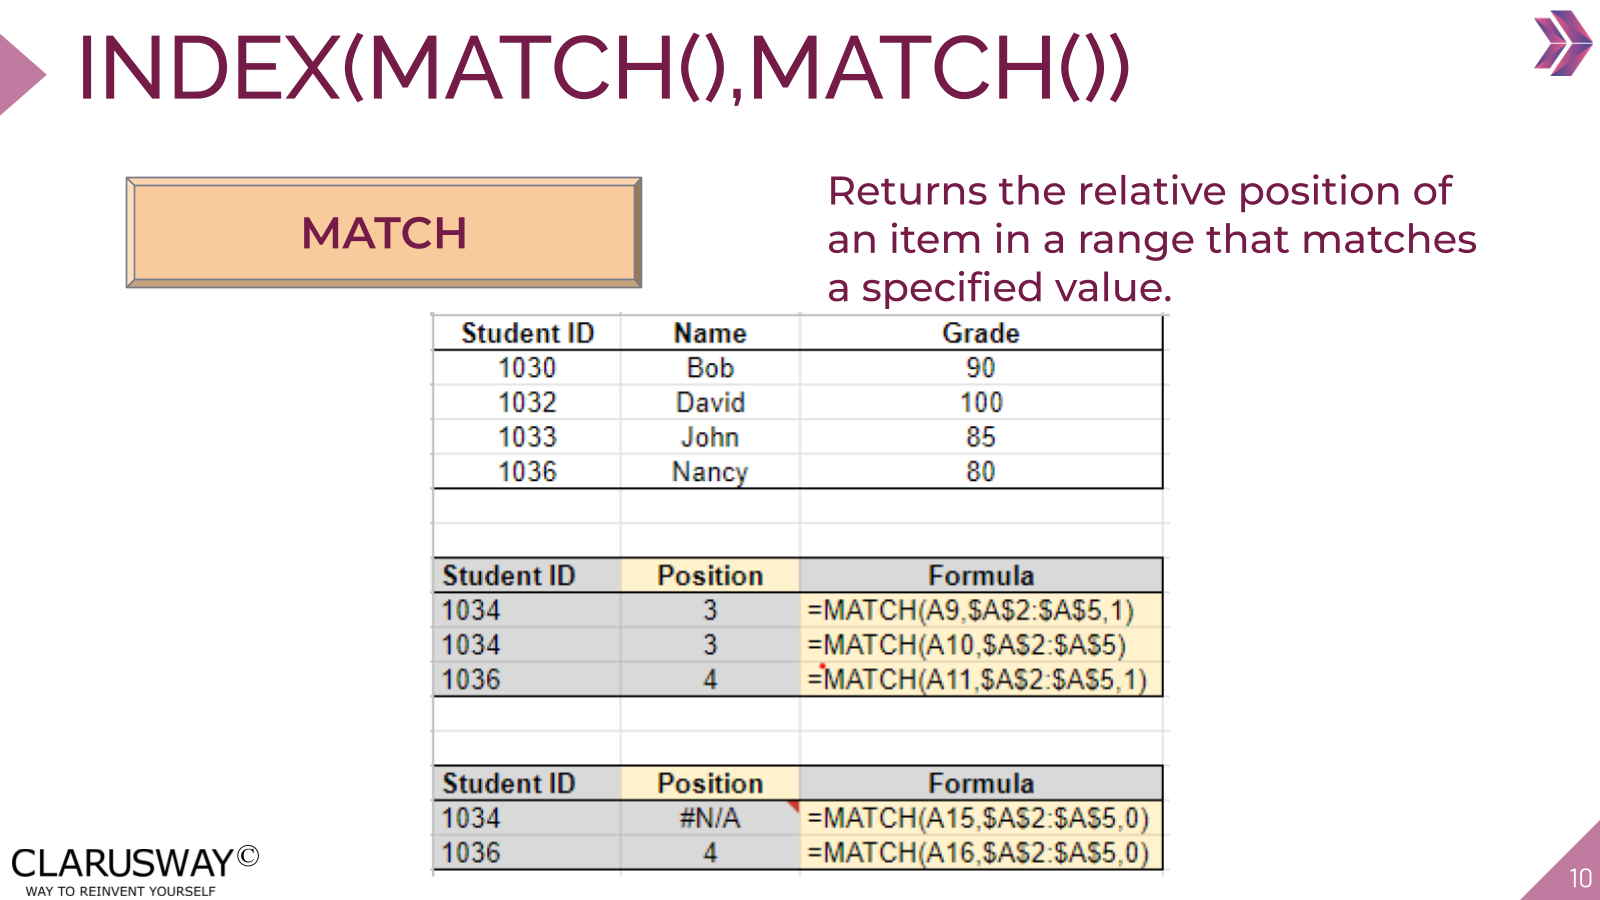 INDEX(MATCH(),MATCH())
MATCH
Returns the relative position of
an item in a range that matches
a specified value.
Student ID Name Grade
1030 Bob 90
1032 David 100
1033 John 85
1036 Nancy 80
Student ID Position Formula
1034 3 =MATCH(A9,$A$2:$A$5,1)
1034 3 =MATCH(A10,$A$2:$A$5)
1036 4 =MATCH(A11,$A$2:$A$5,1)
Student ID Position Formula
1034 #N/A =MATCH(A15,$A$2:$A$5,0)
1036 4 =MATCH(A16,$A$2:$A$5,0)
CLARUSWAY©
WAY TO REINVENT YOURSELF
10